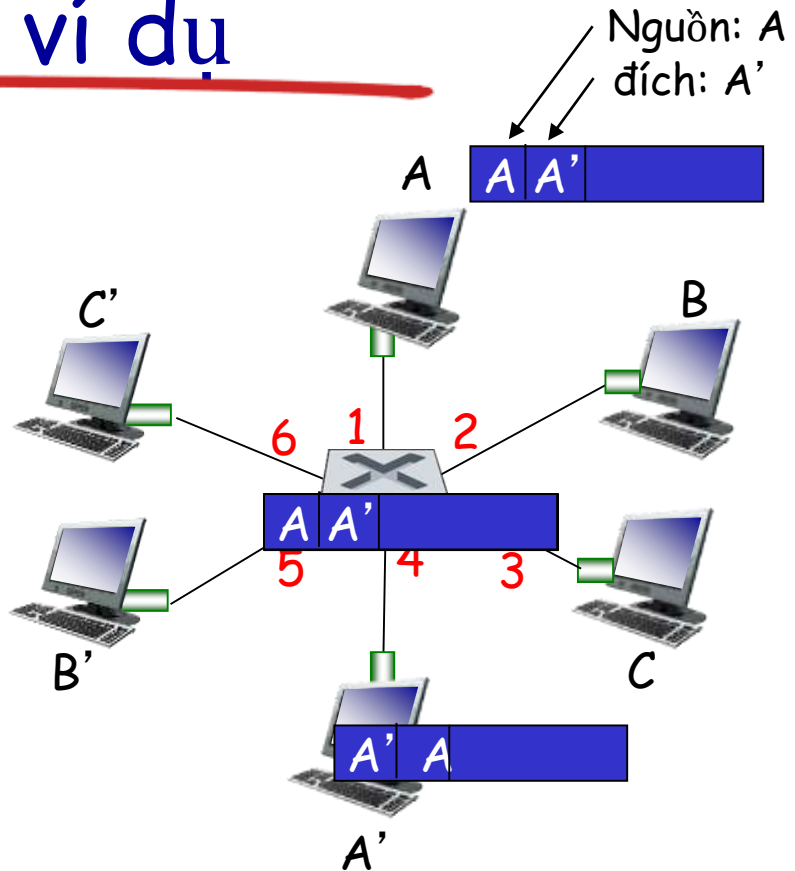 ví dụ
Nguồn: A
đích: A’
A
A A’
C’
B
6 1 2
A A’
5 4 3
B’
C
A’ A
A’